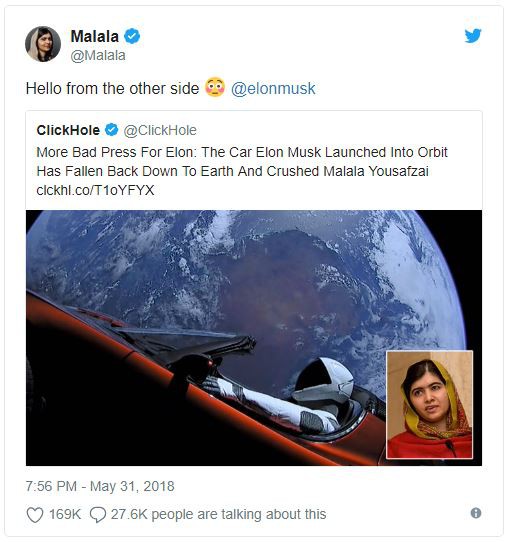 Malala
@Malala
Hello from the other side 😳 @elonmusk
ClickHole @ClickHole
More Bad Press For Elon: The Car Elon Musk Launched Into Orbit
Has Fallen Back Down To Earth And Crushed Malala Yousafzai
clckhl.co/T1oYFYX
7:56 PM - May 31, 2018
169K 27.6K people are talking about this